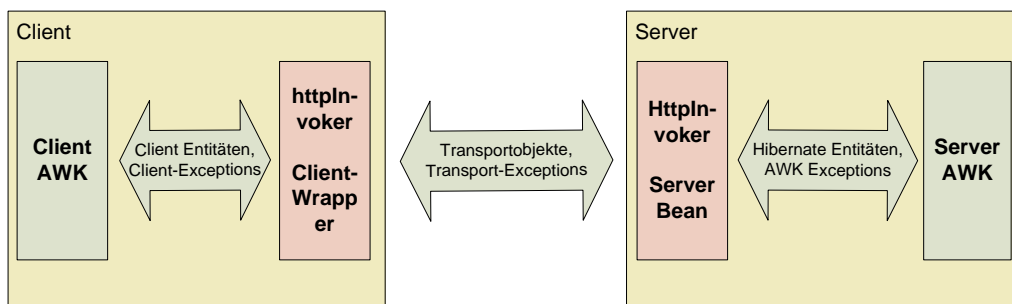 Client
Client
AWK
Client Entitäten,
Client-Exceptions
httpIn-
voker
Client-
Wrapp
er
Transportobjekte,
Transport-Exceptions
Server
HttpIn-
voker
Server
Bean
Hibernate Entitäten,
AWK Exceptions
Server
AWK